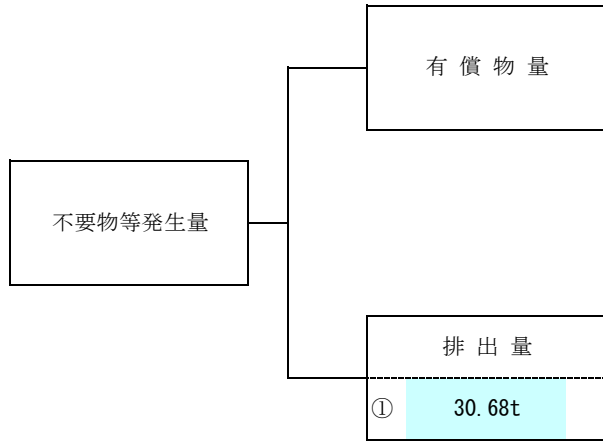 有 償 物 量
不要物等発生量
排 出 量
① 30.68t